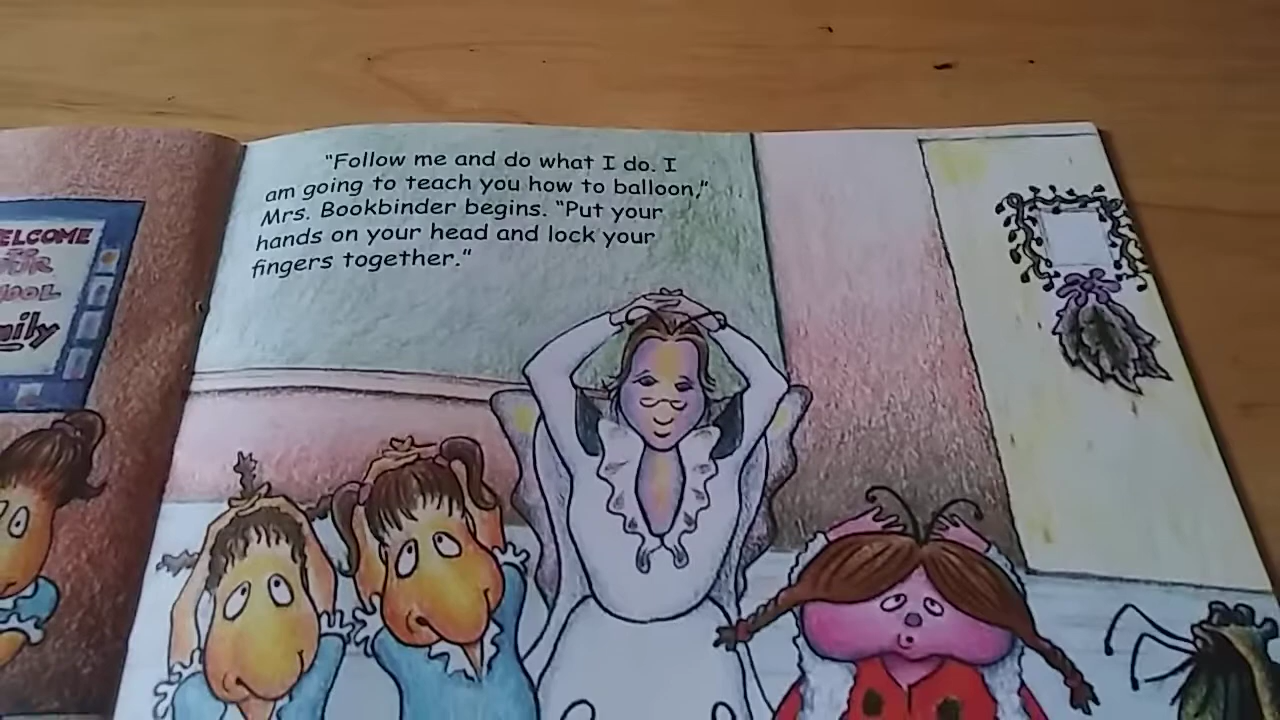 ELCOME
"Follow me and do what I do. I
am going to teach you how to balloon,"
Mrs. Bookbinder begins. "Put your
hands on your head and lock your
fingers together."